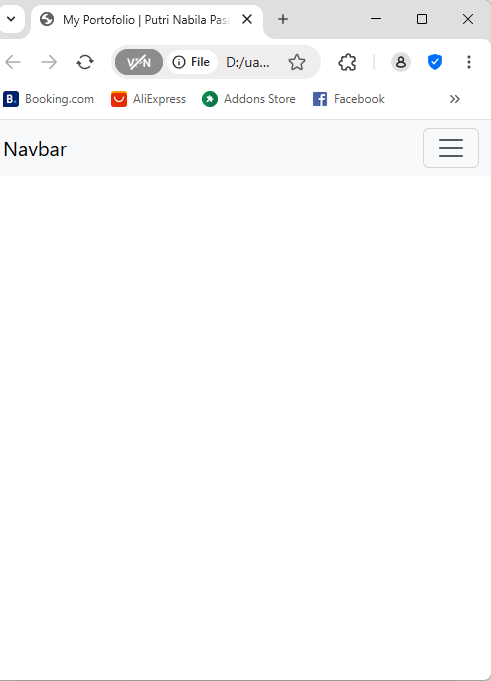 My Portofolio | Putri Nabila Pas
VPN File D:/ua...
B. Booking.com AliExpress Addons Store Facebook
Navbar